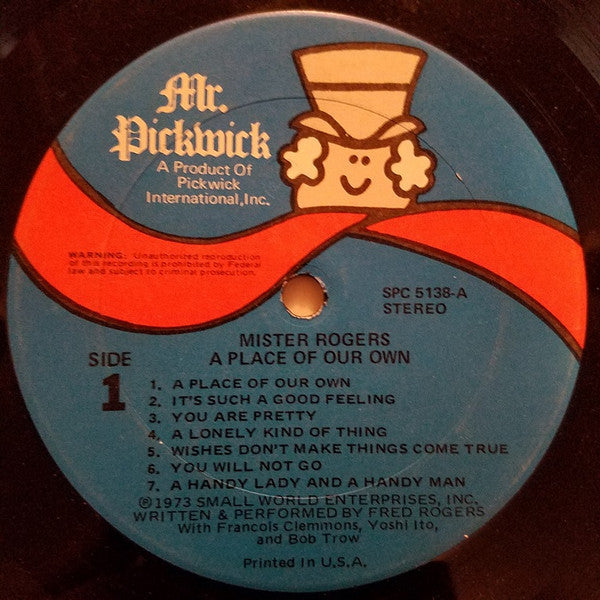 Mr.
Pickwick
A Product Of
Pickwick
International,Inc.
WARNING: Unauthorized reproduction
of this recording is prohibited by Federal
law and subject to criminal prosecution.
SPC 5138-A
STEREO
MISTER ROGERS
A PLACE OF OUR OWN
SIDE
1
1. A PLACE OF OUR OWN
2. IT'S SUCH A GOOD FEELING
3. YOU ARE PRETTY
4. A LONELY KIND OF THING
5. WISHES DON'T MAKE THINGS COME TRUE
6. YOU WILL NOT GO
7. A HANDY LADY AND A HANDY MAN
℗1973 SMALL WORLD ENTERPRISES, INC.
WRITTEN & PERFORMED BY FRED ROGERS
With Francois Clemmons, Yoshi Ito,
and Bob Trow
Printed In U.S.A.